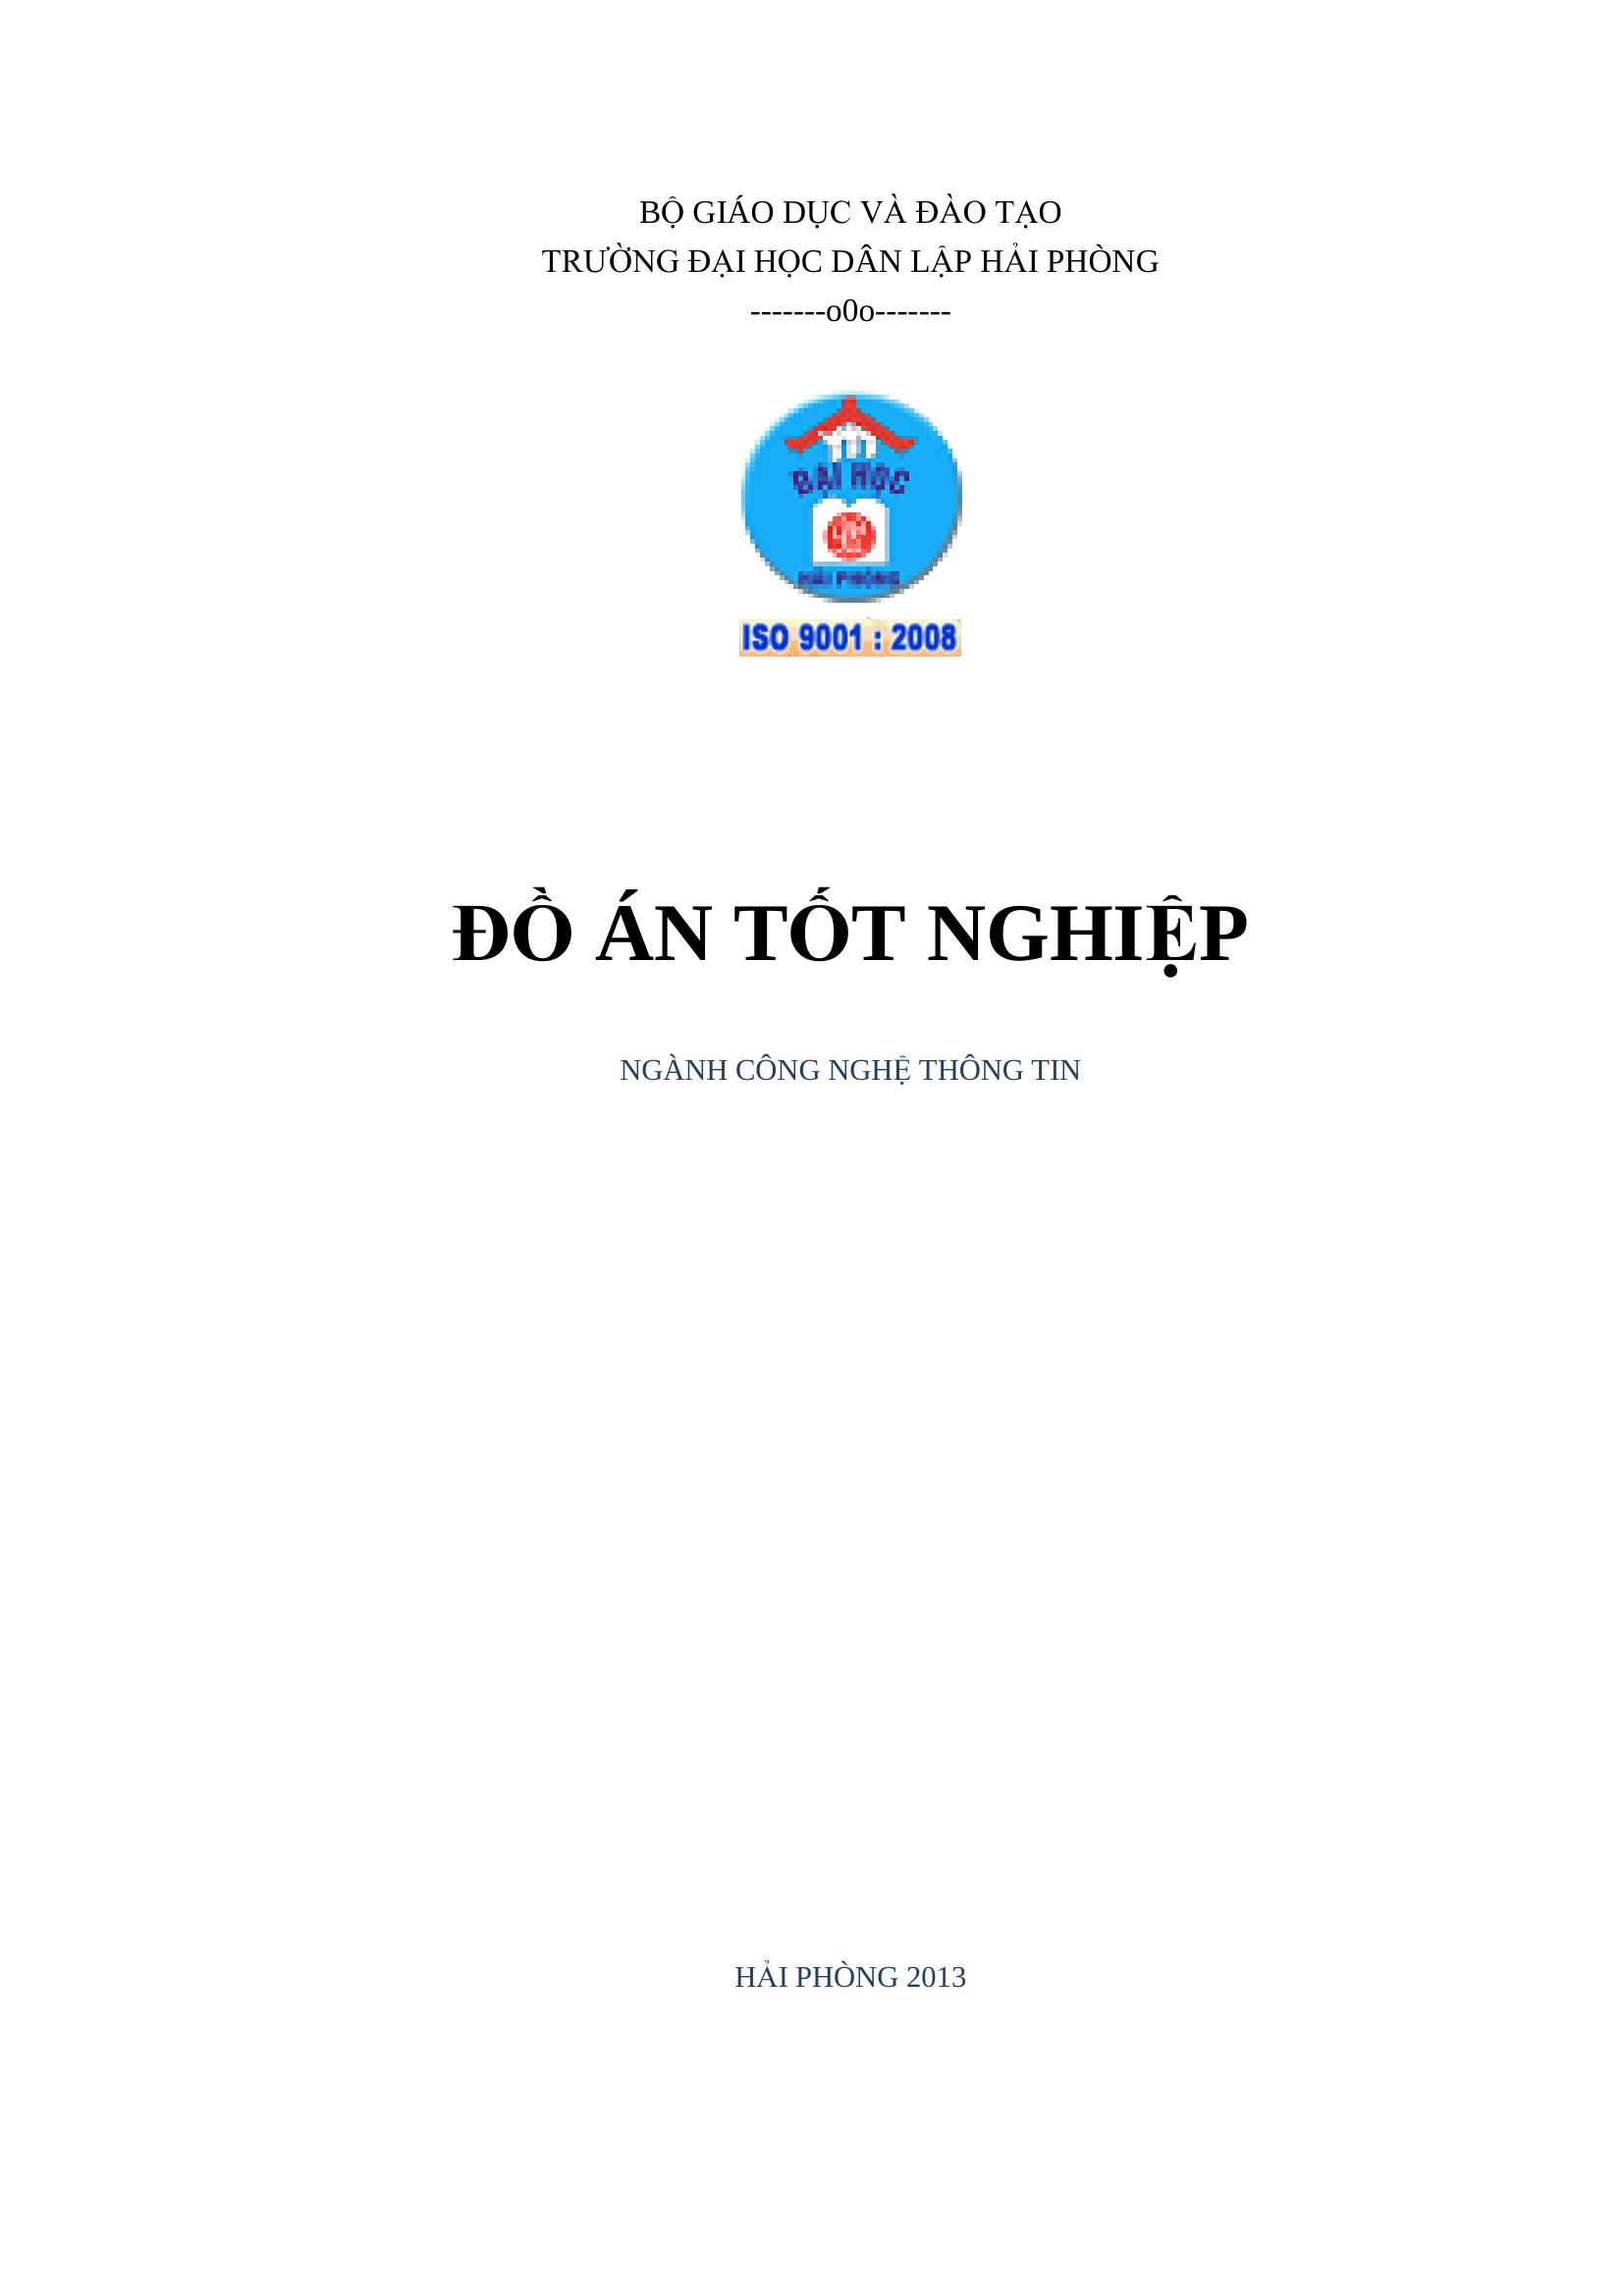 BỘ GIÁO DỤC VÀ ĐÀO TẠO
TRƯỜNG ĐẠI HỌC DÂN LẬP HẢI PHÒNG
-------o0o-------
ĐẠI HỌC
HẢI PHÒNG
ISO 9001 : 2008
ĐỒ ÁN TỐT NGHIỆP
NGÀNH CÔNG NGHỆ THÔNG TIN
HẢI PHÒNG 2013